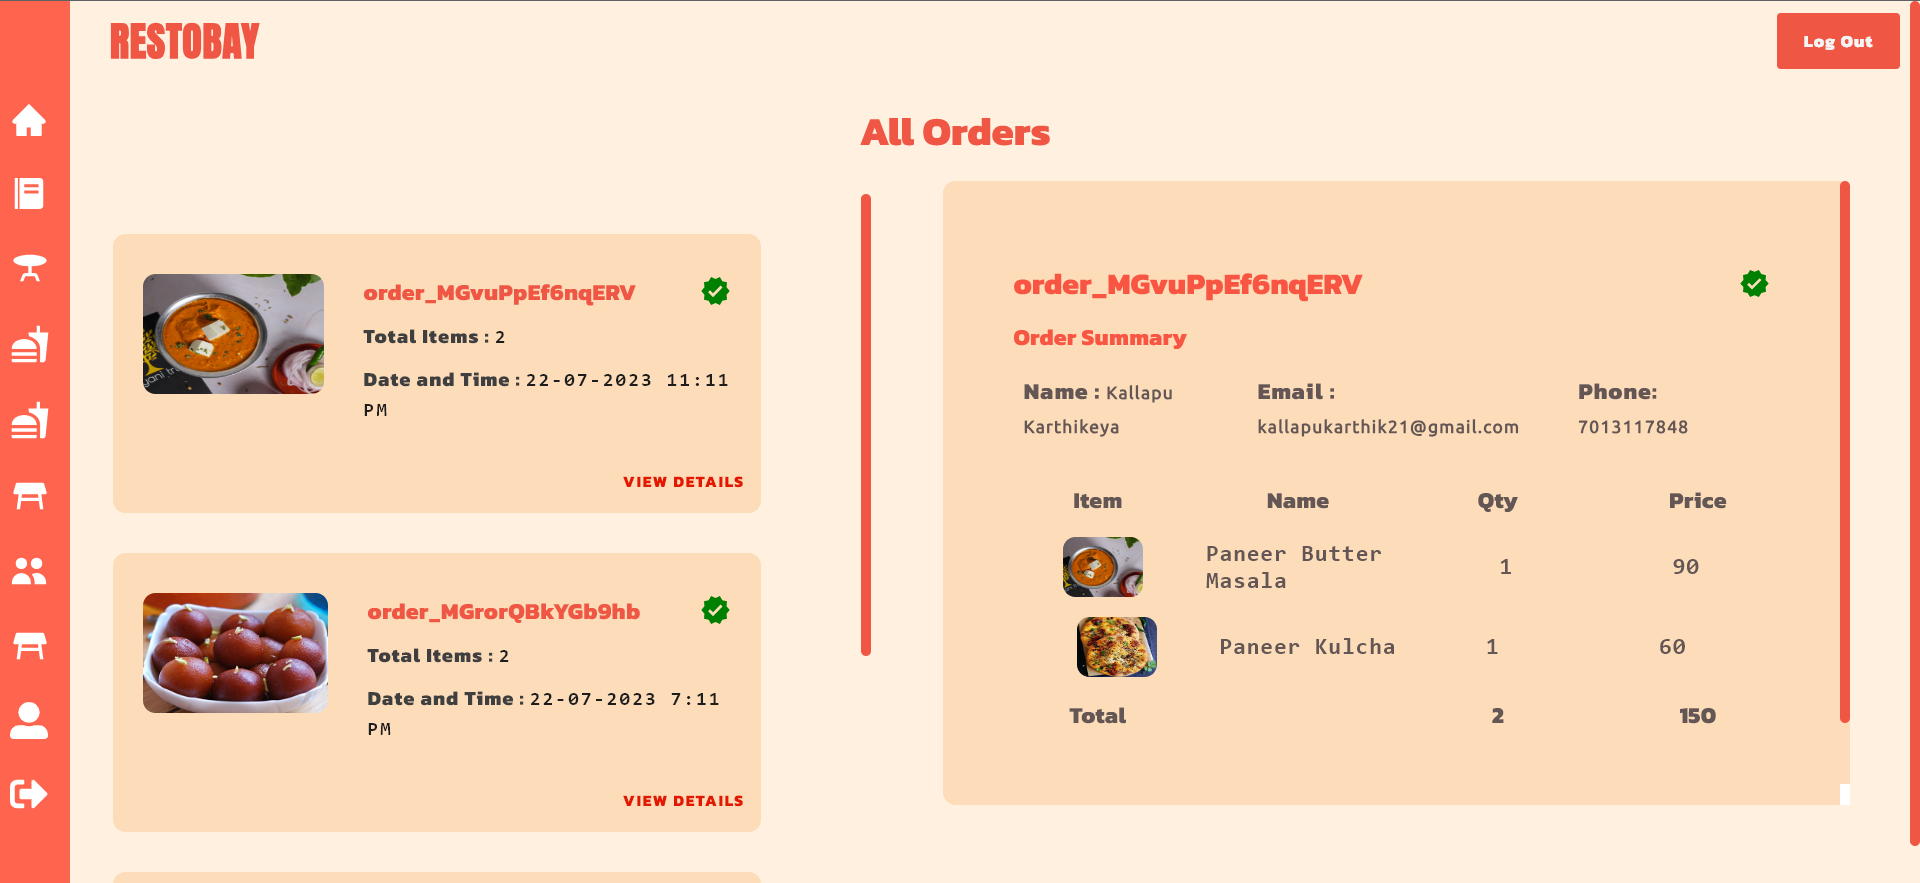 RESTOBAY
Log Out
All Orders
order_MGvuPpEf6nqERV
Total Items : 2
Date and Time : 22-07-2023 11:11
PM
VIEW DETAILS
order_MGrorQBkYGb9hb
Total Items : 2
Date and Time : 22-07-2023 7:11
PM
VIEW DETAILS
order_MGvuPpEf6nqERV
Order Summary
Name : Kallapu Email : Phone:
Karthikeya kallapukarthik21@gmail.com 7013117848
Item Name Qty Price
Paneer Butter
Masala 1 90
Paneer Kulcha 1 60
Total 2 150